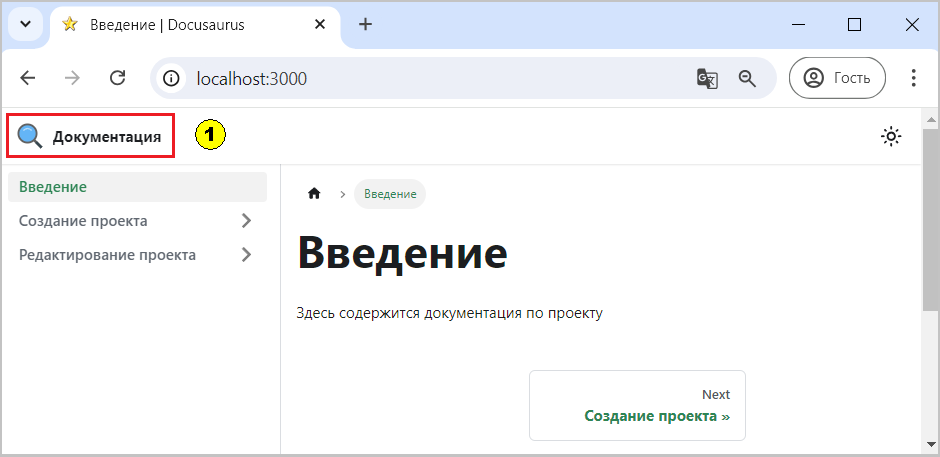 Введение | Docusaurus
localhost:3000
Гость
Документация
1
Введение
Создание проекта
Редактирование проекта
Введение
Введение
Здесь содержится документация по проекту
Next
Создание проекта »